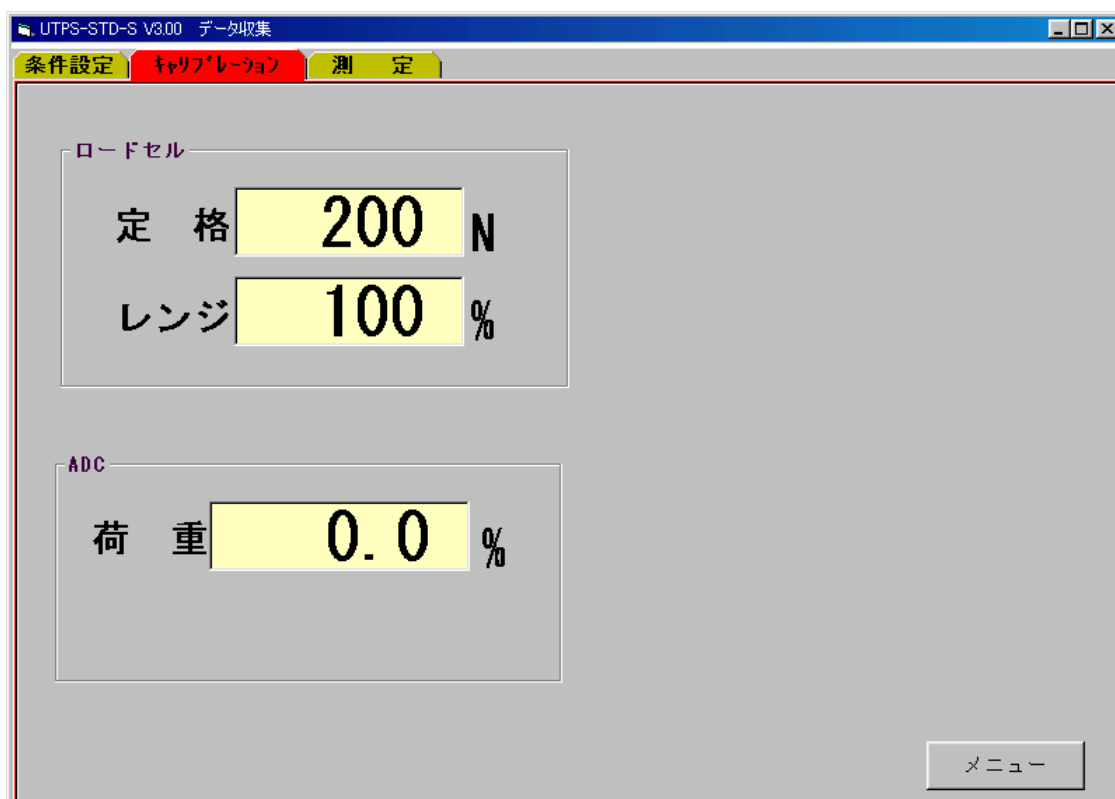 UTPS-STD-S V3.00 データ収集
条件設定 ｷｬﾘﾌﾞﾚｰｼｮﾝ 測 定
ロードセル
定 格 200 N
レンジ 100 %
ADC
荷 重 0.0 %
メニュー